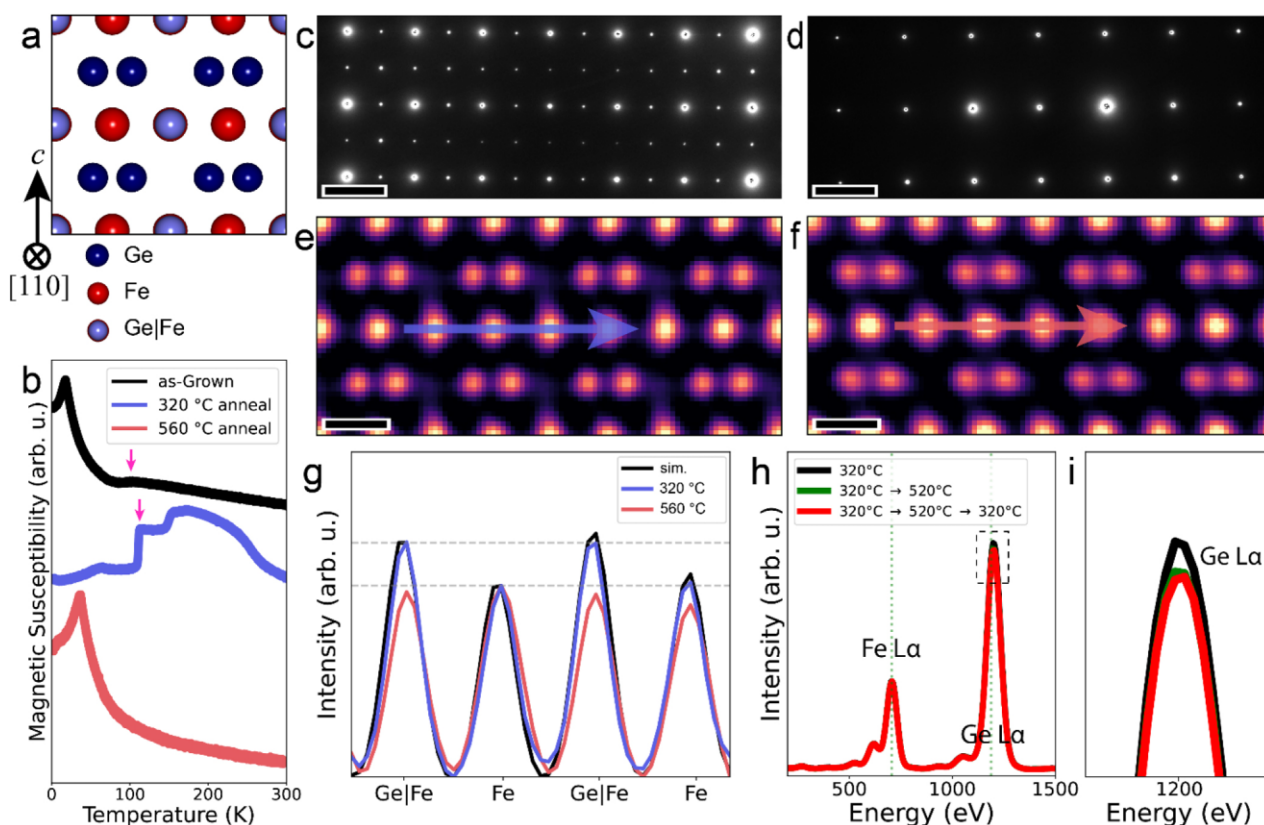 a
c
[110]
Ge
Fe
Ge|Fe
b
Magnetic Susceptibility (arb. u.)
as-Grown
320 °C anneal
560 °C anneal
0
100
200
300
Temperature (K)
c
d
e
f
g
Intensity (arb. u.)
sim.
320 °C
560 °C
Ge|Fe
Fe
Ge|Fe
Fe
h
Intensity (arb. u.)
320°C
320°C → 520°C
320°C → 520°C → 320°C
Fe Lα
Ge Lα
500
1000
1500
Energy (eV)
i
Ge Lα
1200
Energy (eV)